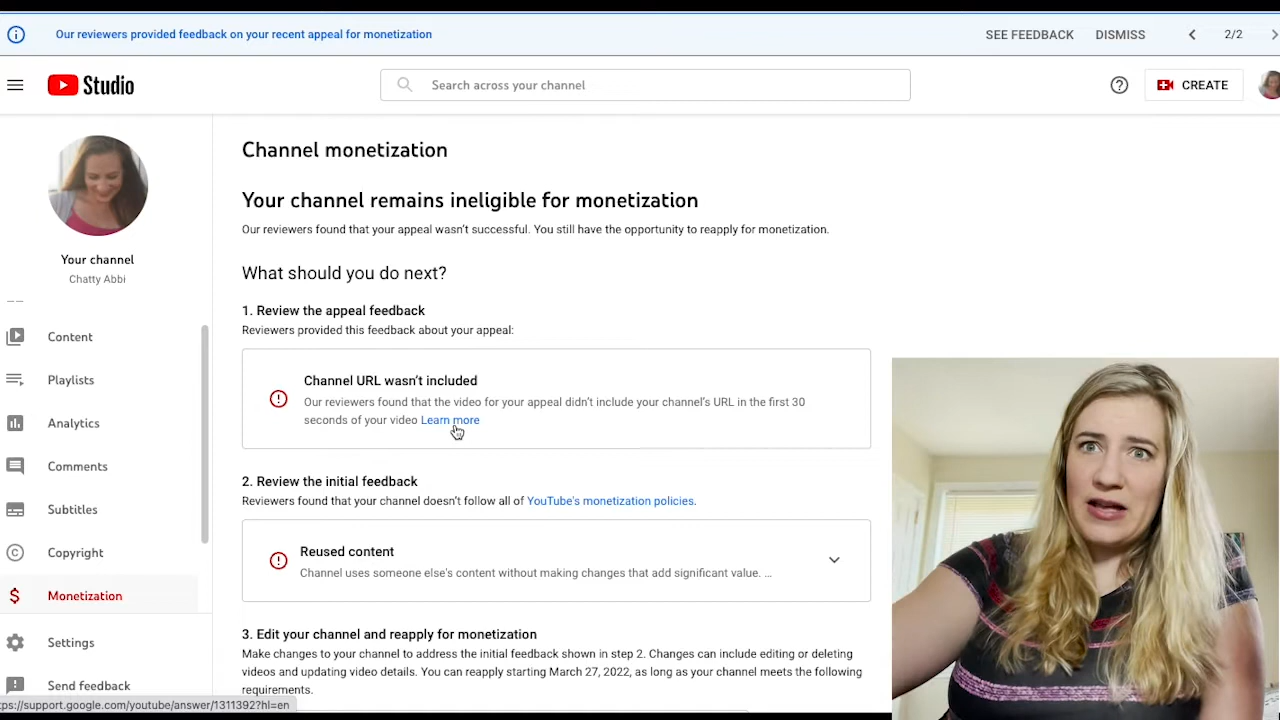 Our reviewers provided feedback on your recent appeal for monetization
SEE FEEDBACK
DISMISS
2/2
Studio
Search across your channel
CREATE
Your channel
Chatty Abbi
Content
Playlists
Analytics
Comments
Subtitles
Copyright
Monetization
Settings
Send feedback
Channel monetization
Your channel remains ineligible for monetization
Our reviewers found that your appeal wasn't successful. You still have the opportunity to reapply for monetization.
What should you do next?
1. Review the appeal feedback
Reviewers provided this feedback about your appeal:
Channel URL wasn't included
Our reviewers found that the video for your appeal didn't include your channel's URL in the first 30
seconds of your video Learn more
2. Review the initial feedback
Reviewers found that your channel doesn't follow all of YouTube's monetization policies.
Reused content
Channel uses someone else's content without making changes that add significant value. ...
3. Edit your channel and reapply for monetization
Make changes to your channel to address the initial feedback shown in step 2. Changes can include editing or deleting
videos and updating video details. You can reapply starting March 27, 2022, as long as your channel meets the following
requirements.
tps://support.google.com/youtube/answer/1311392?hl=en